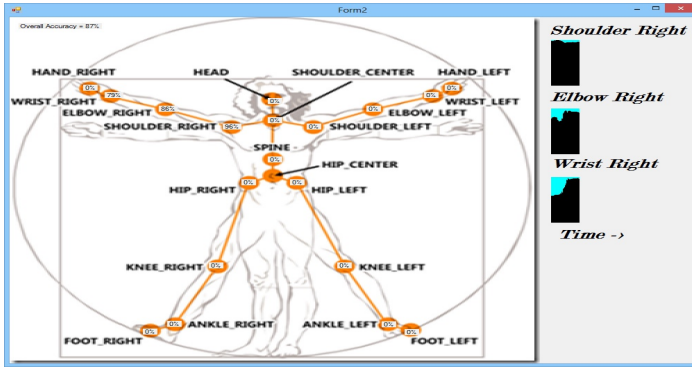 Form2
Overall Accuracy = 87%
HAND_RIGHT
HEAD
SHOULDER_CENTER
HAND_LEFT
0%
0%
WRIST_RIGHT
79%
0%
0%
WRIST_LEFT
ELBOW_RIGHT
86%
0%
ELBOW_LEFT
SHOULDER_RIGHT
96%
0%
0%
SHOULDER_LEFT
SPINE
0%
HIP_CENTER
HIP_RIGHT
0%
0%
HIP_LEFT
KNEE_RIGHT
0%
0%
KNEE_LEFT
0%
ANKLE_RIGHT
ANKLE_LEFT
0%
FOOT_RIGHT
0%
0%
FOOT_LEFT
Shoulder Right
Elbow Right
Wrist Right
Time ->